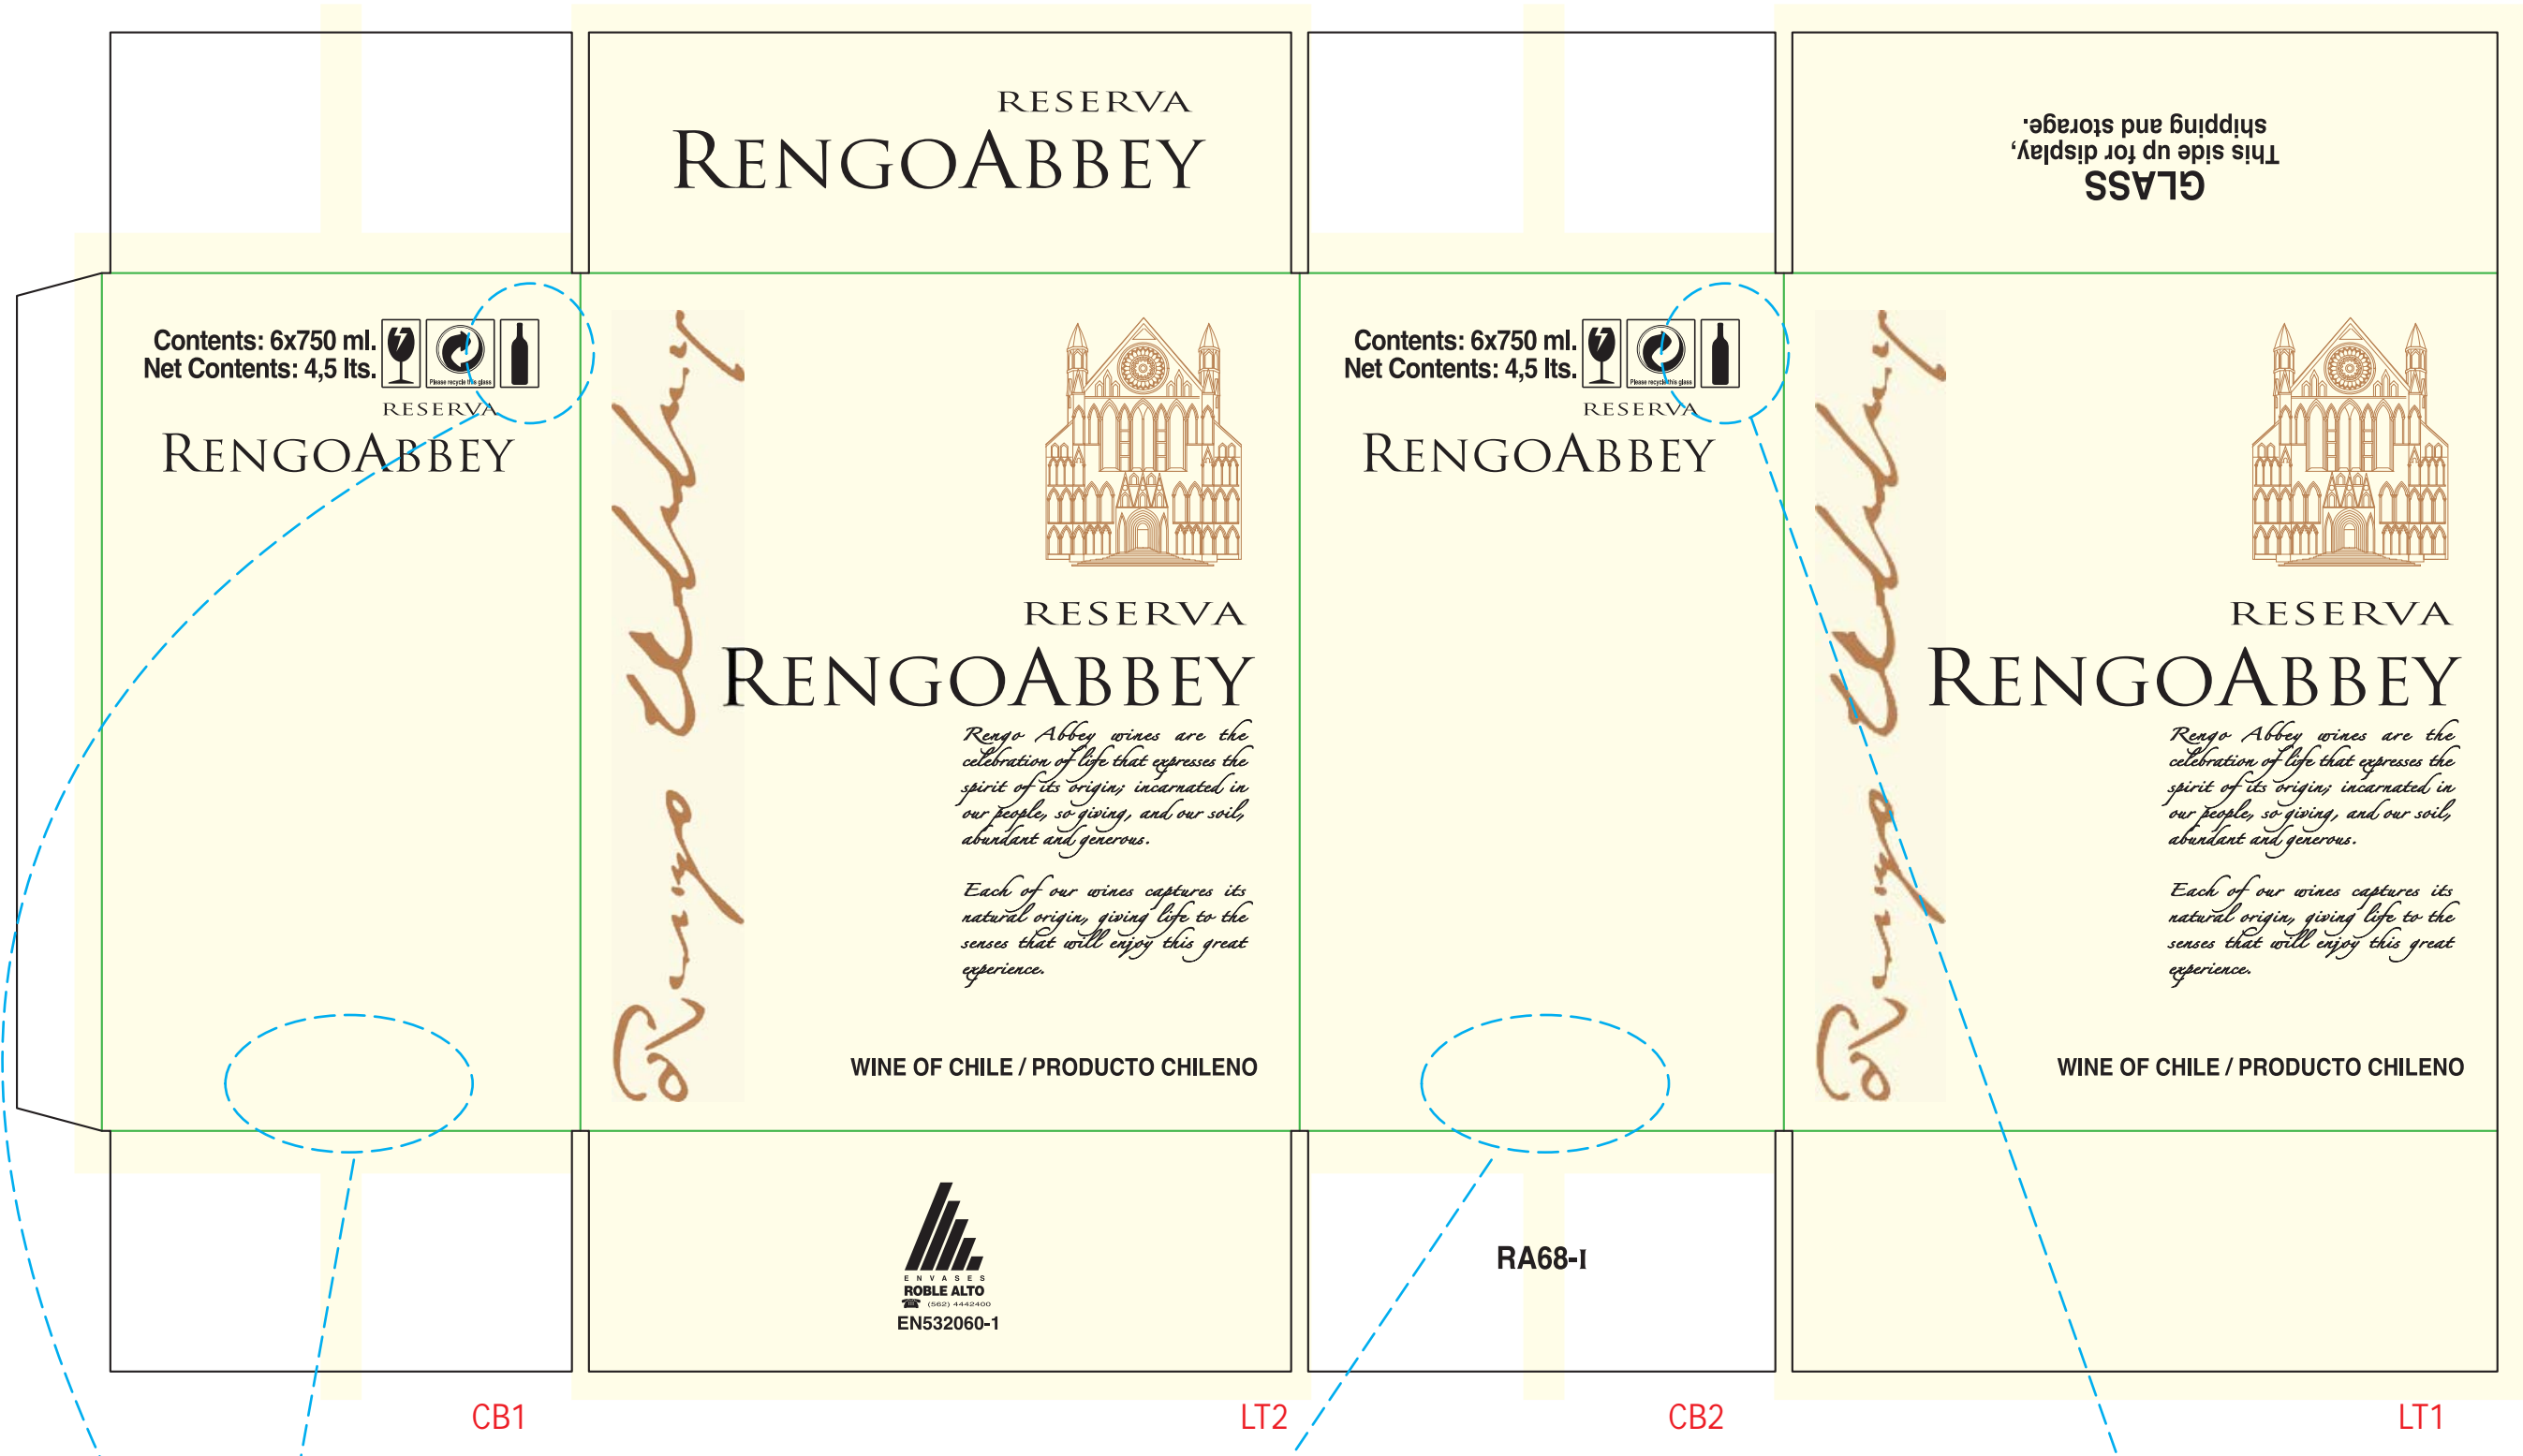 RESERVA
RENGOABBEY
GLASS
This side up for display,
shipping and storage.
Contents: 6x750 ml.
Net Contents: 4,5 lts.
Please recycle this glass
RESERVA
RENGOABBEY
Rengo Abbey
RESERVA
RENGOABBEY
Rengo Abbey wines are the
celebration of life that expresses the
spirit of its origin; incarnated in
our people, so giving, and our soil,
abundant and generous.
Each of our wines captures its
natural origin, giving life to the
senses that will enjoy this great
experience.
WINE OF CHILE / PRODUCTO CHILENO
Contents: 6x750 ml.
Net Contents: 4,5 lts.
Please recycle this glass
RESERVA
RENGOABBEY
Rengo Abbey
RESERVA
RENGOABBEY
Rengo Abbey wines are the
celebration of life that expresses the
spirit of its origin; incarnated in
our people, so giving, and our soil,
abundant and generous.
Each of our wines captures its
natural origin, giving life to the
senses that will enjoy this great
experience.
WINE OF CHILE / PRODUCTO CHILENO
ENVASES
ROBLE ALTO
(562) 4442400
EN532060-1
RA68-I
CB1
LT2
CB2
LT1